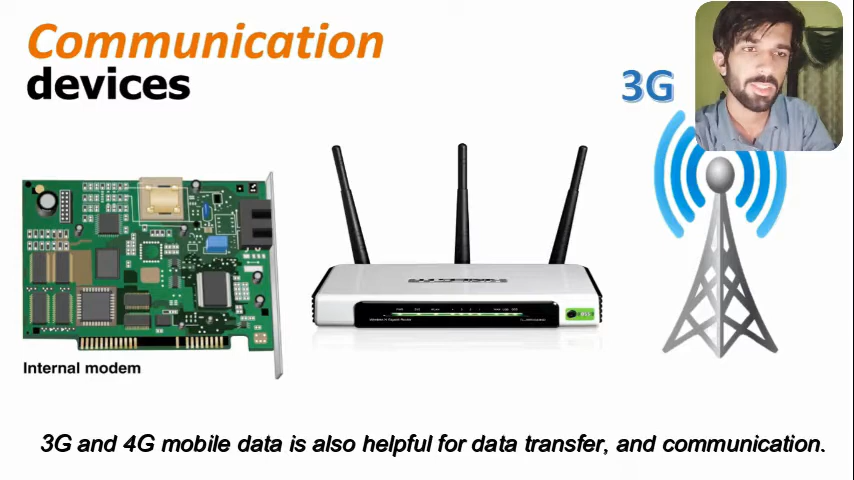 Communication
devices
3G
Internal modem
3G and 4G mobile data is also helpful for data transfer, and communication.